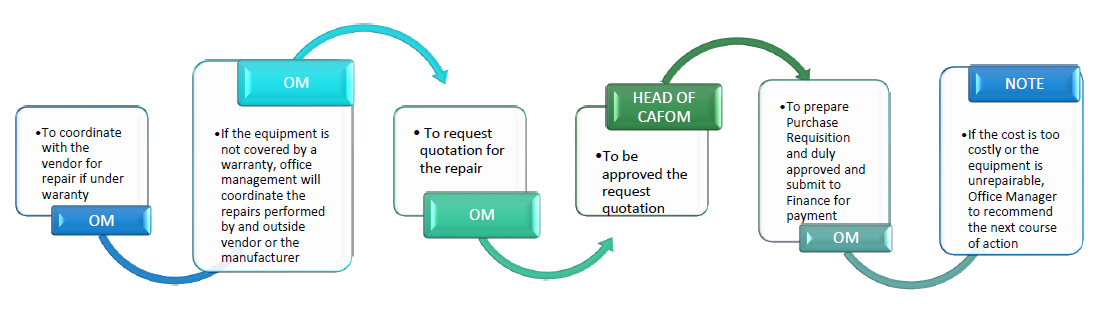 •To coordinate
with the
vendor for
repair if under
waranty
OM
OM
•If the equipment is
not covered by a
warranty, office
management will
coordinate the
repairs performed
by and outside
vendor or the
manufacturer
• To request
quotation for
the repair
OM
HEAD OF
CAFOM
•To be
approved the
request
quotation
•To prepare
Purchase
Requisition
and duly
approved and
submit to
Finance for
payment
OM
NOTE
•If the cost is too
costly or the
equipment is
unrepairable,
Office Manager
to recommend
the next course
of action